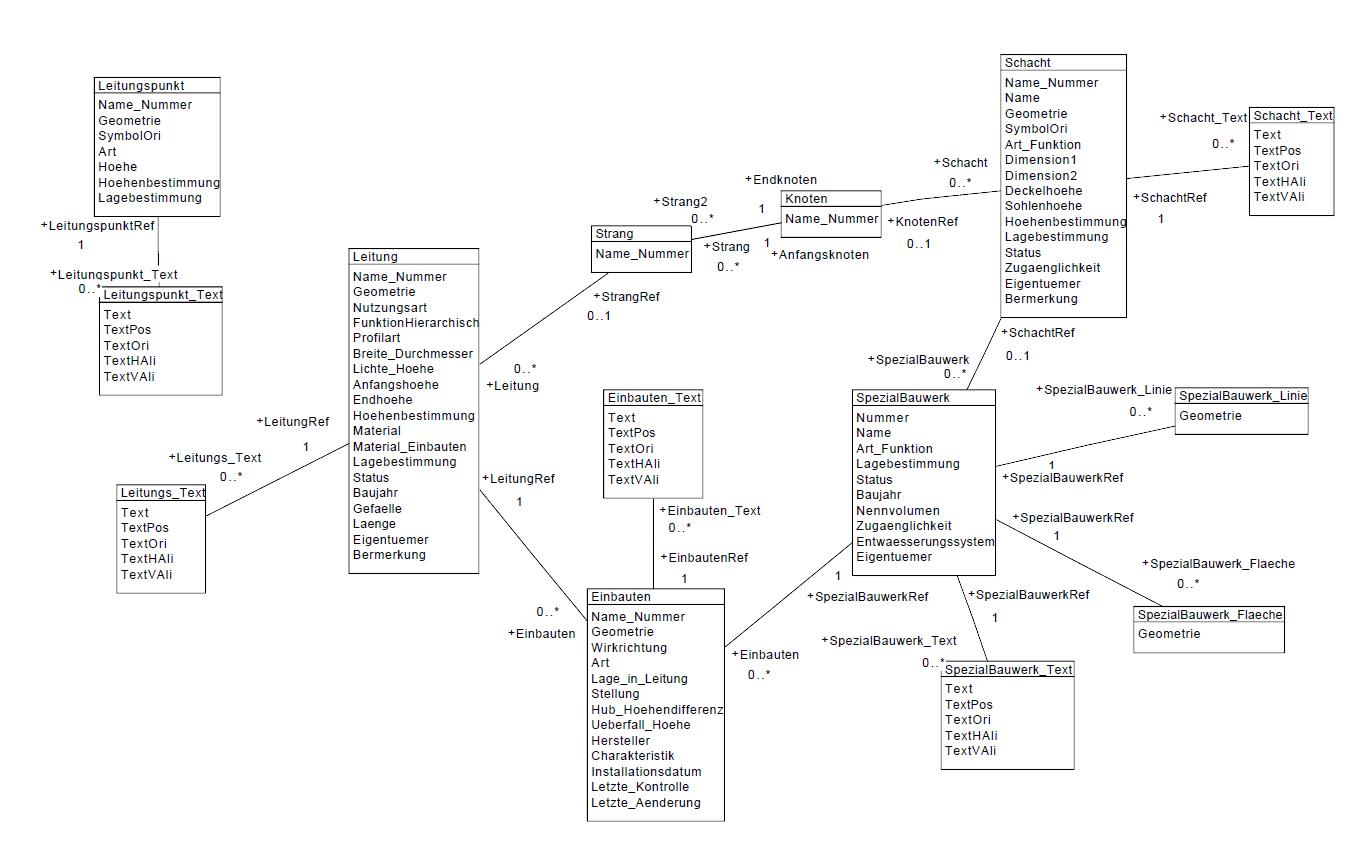 Leitungspunkt
Name_Nummer
Geometrie
SymbolOri
Art
Hoehe
Hoehenbestimmung
Lagebestimmung
+LeitungspunktRef
1
+Leitungspunkt_Text
0..*
Leitungspunkt_Text
Text
TextPos
TextOri
TextHAli
TextVAli
+LeitungRef
1
+Leitungs_Text
0..*
Leitungs_Text
Text
TextPos
TextOri
TextHAli
TextVAli
Leitung
Name_Nummer
Geometrie
Nutzungsart
FunktionHierarchisch
Profilart
Breite_Durchmesser
Lichte_Hoehe
Anfangshoehe
Endhoehe
Hoehenbestimmung
Material
Material_Einbauten
Lagebestimmung
Status
Baujahr
Gefaelle
Laenge
Eigentuemer
Bermerkung
+StrangRef
0..1
0..*
+Leitung
+LeitungRef
1
0..*
+Einbauten
Strang
Name_Nummer
+Strang2
0..*
+Strang
0..*
+Endknoten
1
1
+Anfangsknoten
Knoten
Name_Nummer
+Schacht
0..*
+KnotenRef
0..1
Schacht
Name_Nummer
Name
Geometrie
SymbolOri
Art_Funktion
Dimension1
Dimension2
Deckelhoehe
Sohlenhoehe
Hoehenbestimmung
Lagebestimmung
Status
Zugaenglichkeit
Eigentuemer
Bermerkung
+Schacht_Text
0..*
+SchachtRef
1
Schacht_Text
Text
TextPos
TextOri
TextHAli
TextVAli
+SchachtRef
0..1
+SpezialBauwerk
0..*
Einbauten_Text
Text
TextPos
TextOri
TextHAli
TextVAli
+Einbauten_Text
0..*
+EinbautenRef
1
Einbauten
Name_Nummer
Geometrie
Wirkrichtung
Art
Lage_in_Leitung
Stellung
Hub_Hoehendifferenz
Ueberfall_Hoehe
Hersteller
Charakteristik
Installationsdatum
Letzte_Kontrolle
Letzte_Aenderung
SpezialBauwerk
Nummer
Name
Art_Funktion
Lagebestimmung
Status
Baujahr
Nennvolumen
Zugaenglichkeit
Entwaesserungssystem
Eigentuemer
1
+SpezialBauwerkRef
+Einbauten
0..*
+SpezialBauwerk_Linie
0..*
1
+SpezialBauwerkRef
SpezialBauwerk_Linie
Geometrie
+SpezialBauwerkRef
1
+SpezialBauwerk_Flaeche
0..*
SpezialBauwerk_Flaeche
Geometrie
+SpezialBauwerkRef
1
+SpezialBauwerk_Text
0..*
SpezialBauwerk_Text
Text
TextPos
TextOri
TextHAli
TextVAli